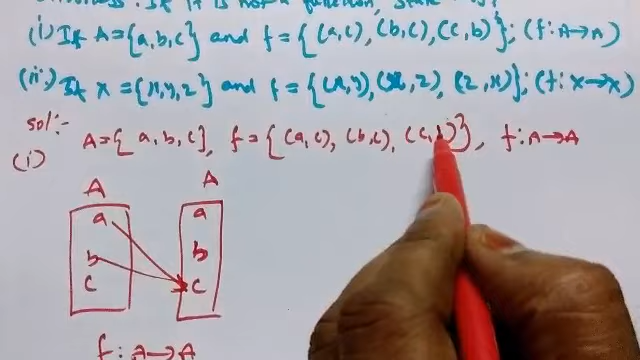 (i) If A = {a, b, c} and f = {(a, c), (b, c), (c, b)}; (f: A→A)
(ii) If x = {x, y, z} and f = {(x, y), (x, z), (z, x)}; (f: x→x)
Sol:-
(i) A = { a, b, c}, f = {(a, c), (b, c), (c, )}, f: A→A
A A
a a
b b
c c
f: A→A